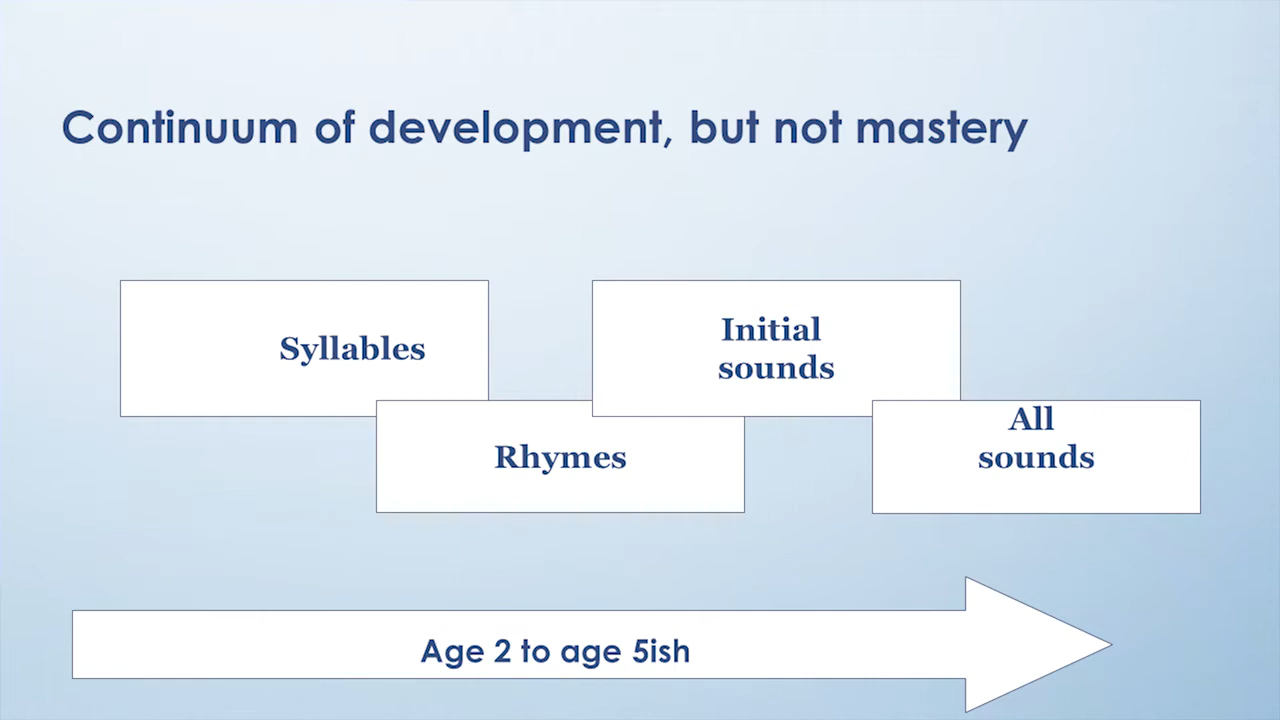 Continuum of development, but not mastery
Syllables
Rhymes
Initial
sounds
All
sounds
Age 2 to age 5ish